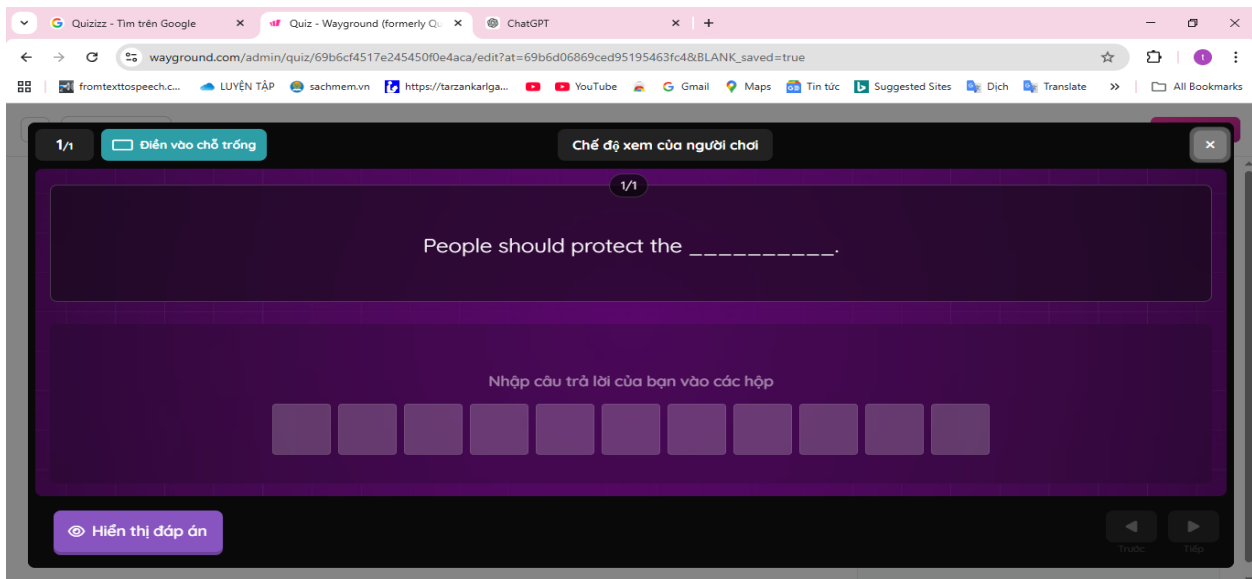 Quizizz - Tìm trên Google
Quiz - Wayground (formerly Qu
ChatGPT
wayground.com/admin/quiz/69b6cf4517e245450f0e4aca/edit?at=69b6d06869ced95195463fc4&BLANK_saved=true
t
fromtexttospeech.c... LUYỆN TẬP sachmem.vn https://tarzankarlga... YouTube Gmail Maps Tin tức Suggested Sites Dịch Translate » All Bookmarks
1/1 Điền vào chỗ trống Chế độ xem của người chơi
1/1
People should protect the __________.
Nhập câu trả lời của bạn vào các hộp
Hiển thị đáp án
Trước Tiếp